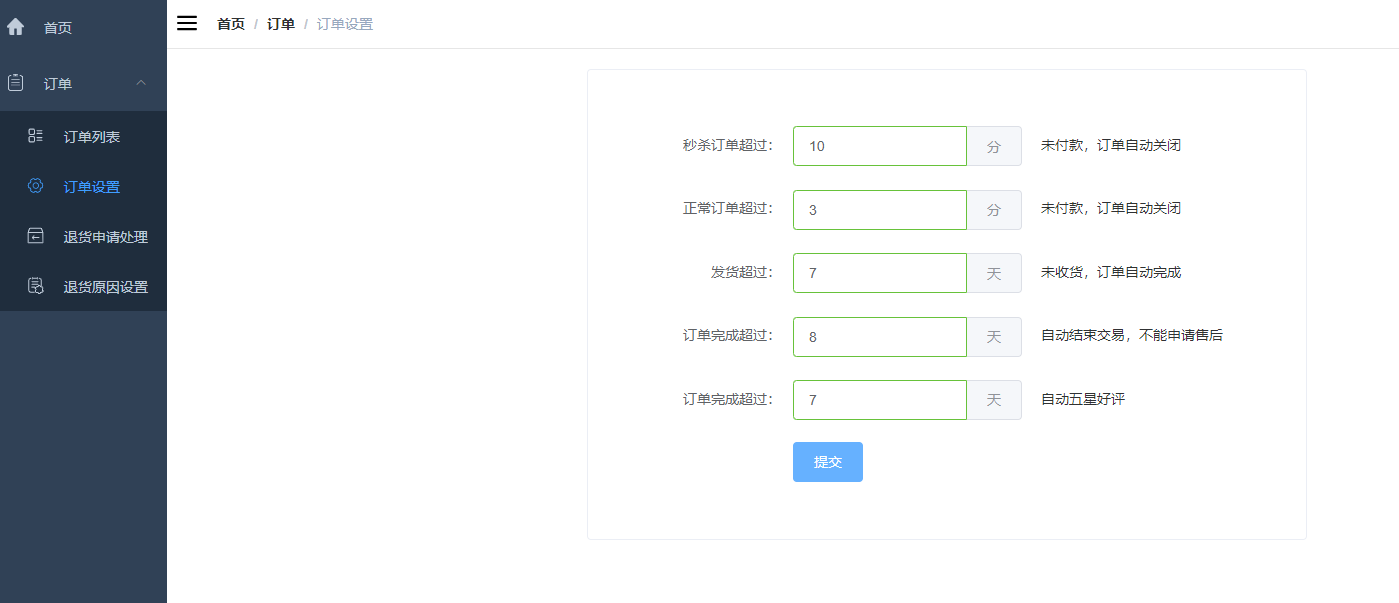 首页
订单
订单列表
订单设置
退货申请处理
退货原因设置
首页 / 订单 / 订单设置
秒杀订单超过： 10 分 未付款，订单自动关闭
正常订单超过： 3 分 未付款，订单自动关闭
发货超过： 7 天 未收货，订单自动完成
订单完成超过： 8 天 自动结束交易，不能申请售后
订单完成超过： 7 天 自动五星好评
提交